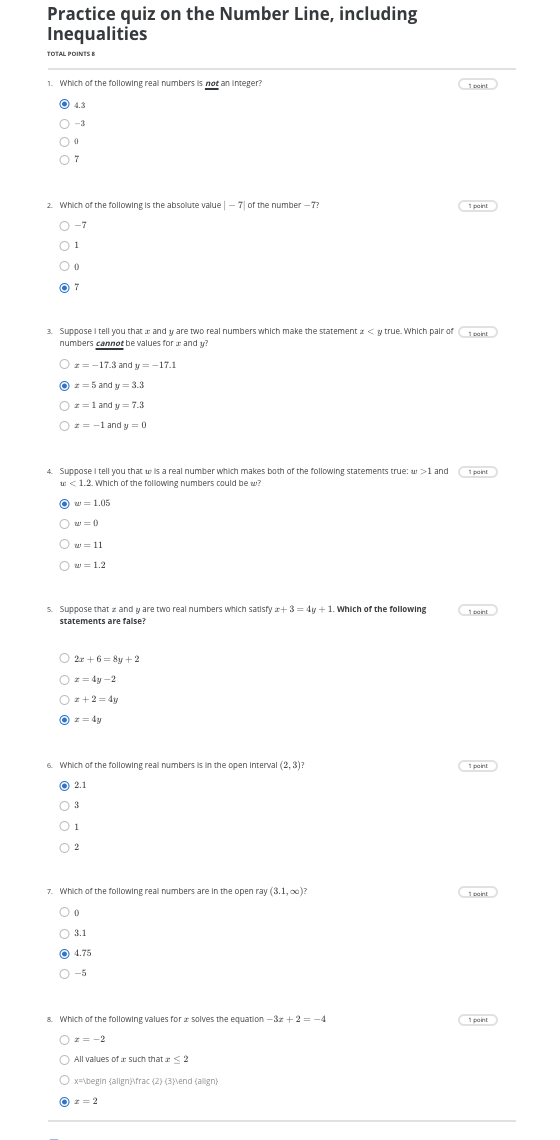 Practice quiz on the Number Line, including
Inequalities
TOTAL POINTS 8
1. Which of the following real numbers is not an integer?
1 point
4.3
−3
0
7
2. Which of the following is the absolute value | − 7| of the number −7?
1 point
−7
1
0
7
3. Suppose I tell you that x and y are two real numbers which make the statement x < y true. Which pair of
1 point
numbers cannot be values for x and y?
x = −17.3 and y = −17.1
x = 5 and y = 3.3
x = 1 and y = 7.3
x = −1 and y = 0
4. Suppose I tell you that w is a real number which makes both of the following statements true: w >1 and
1 point
w < 1.2. Which of the following numbers could be w?
w = 1.05
w = 0
w = 11
w = 1.2
5. Suppose that x and y are two real numbers which satisfy x+ 3 = 4y + 1. Which of the following
1 point
statements are false?
2x + 6 = 8y + 2
x = 4y −2
x + 2 = 4y
x = 4y
6. Which of the following real numbers is in the open interval (2, 3)?
1 point
2.1
3
1
2
7. Which of the following real numbers are in the open ray (3.1, ∞)?
1 point
0
3.1
4.75
−5
8. Which of the following values for x solves the equation −3x + 2 = −4
1 point
x = −2
All values of x such that x ≤ 2
x=\begin {align}\frac {2} {3}\end {align}
x = 2